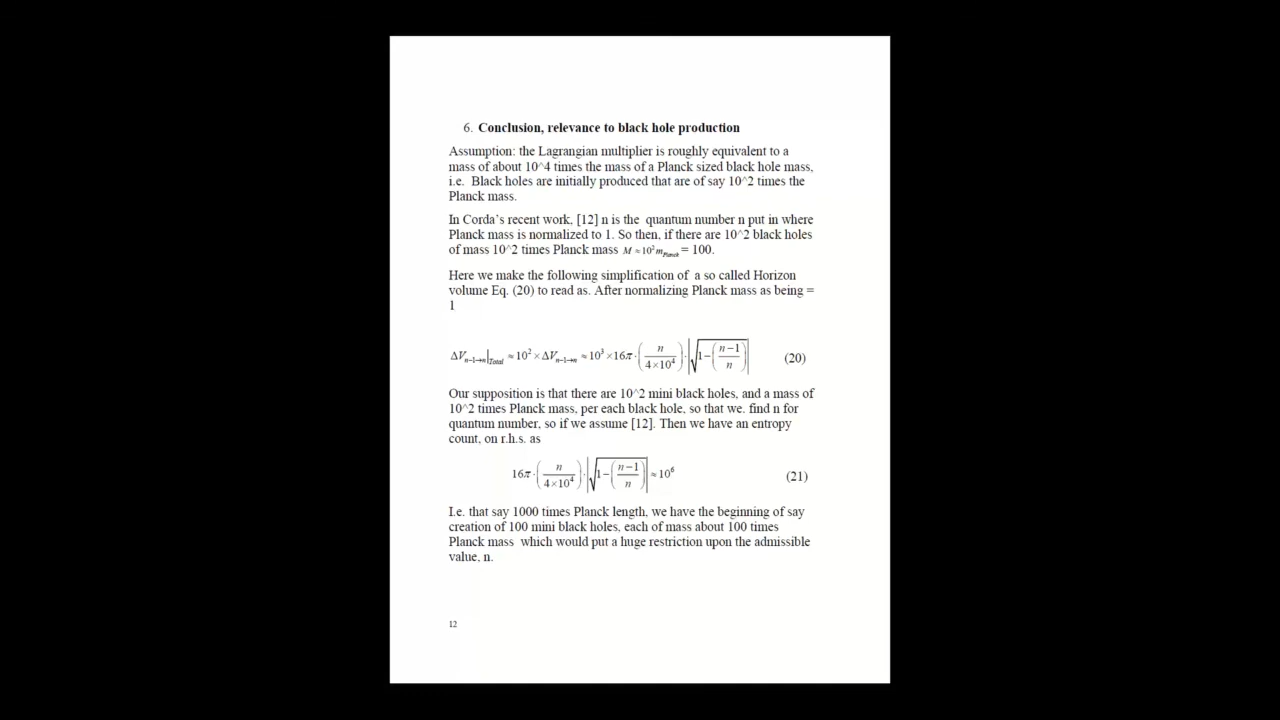 6. Conclusion, relevance to black hole production
Assumption: the Lagrangian multiplier is roughly equivalent to a
mass of about 10^4 times the mass of a Planck sized black hole mass,
i.e. Black holes are initially produced that are of say 10^2 times the
Planck mass.
In Corda's recent work, [12] n is the quantum number n put in where
Planck mass is normalized to 1. So then, if there are 10^2 black holes
of mass 10^2 times Planck mass M ≈ 10² m_Planck = 100.
Here we make the following simplification of a so called Horizon
volume Eq. (20) to read as. After normalizing Planck mass as being =
1
ΔV_{n−1→n}|_{Total} ≈ 10² × ΔV_{n−1→n} ≈ 10³ × 16π · (n / 4×10⁴) · |√(1 − ((n−1)/n))| (20)
Our supposition is that there are 10^2 mini black holes, and a mass of
10^2 times Planck mass, per each black hole, so that we. find n for
quantum number, so if we assume [12]. Then we have an entropy
count, on r.h.s. as
16π · (n / 4×10⁴) · |√(1 − ((n−1)/n))| ≈ 10⁶ (21)
I.e. that say 1000 times Planck length, we have the beginning of say
creation of 100 mini black holes, each of mass about 100 times
Planck mass which would put a huge restriction upon the admissible
value, n.
12